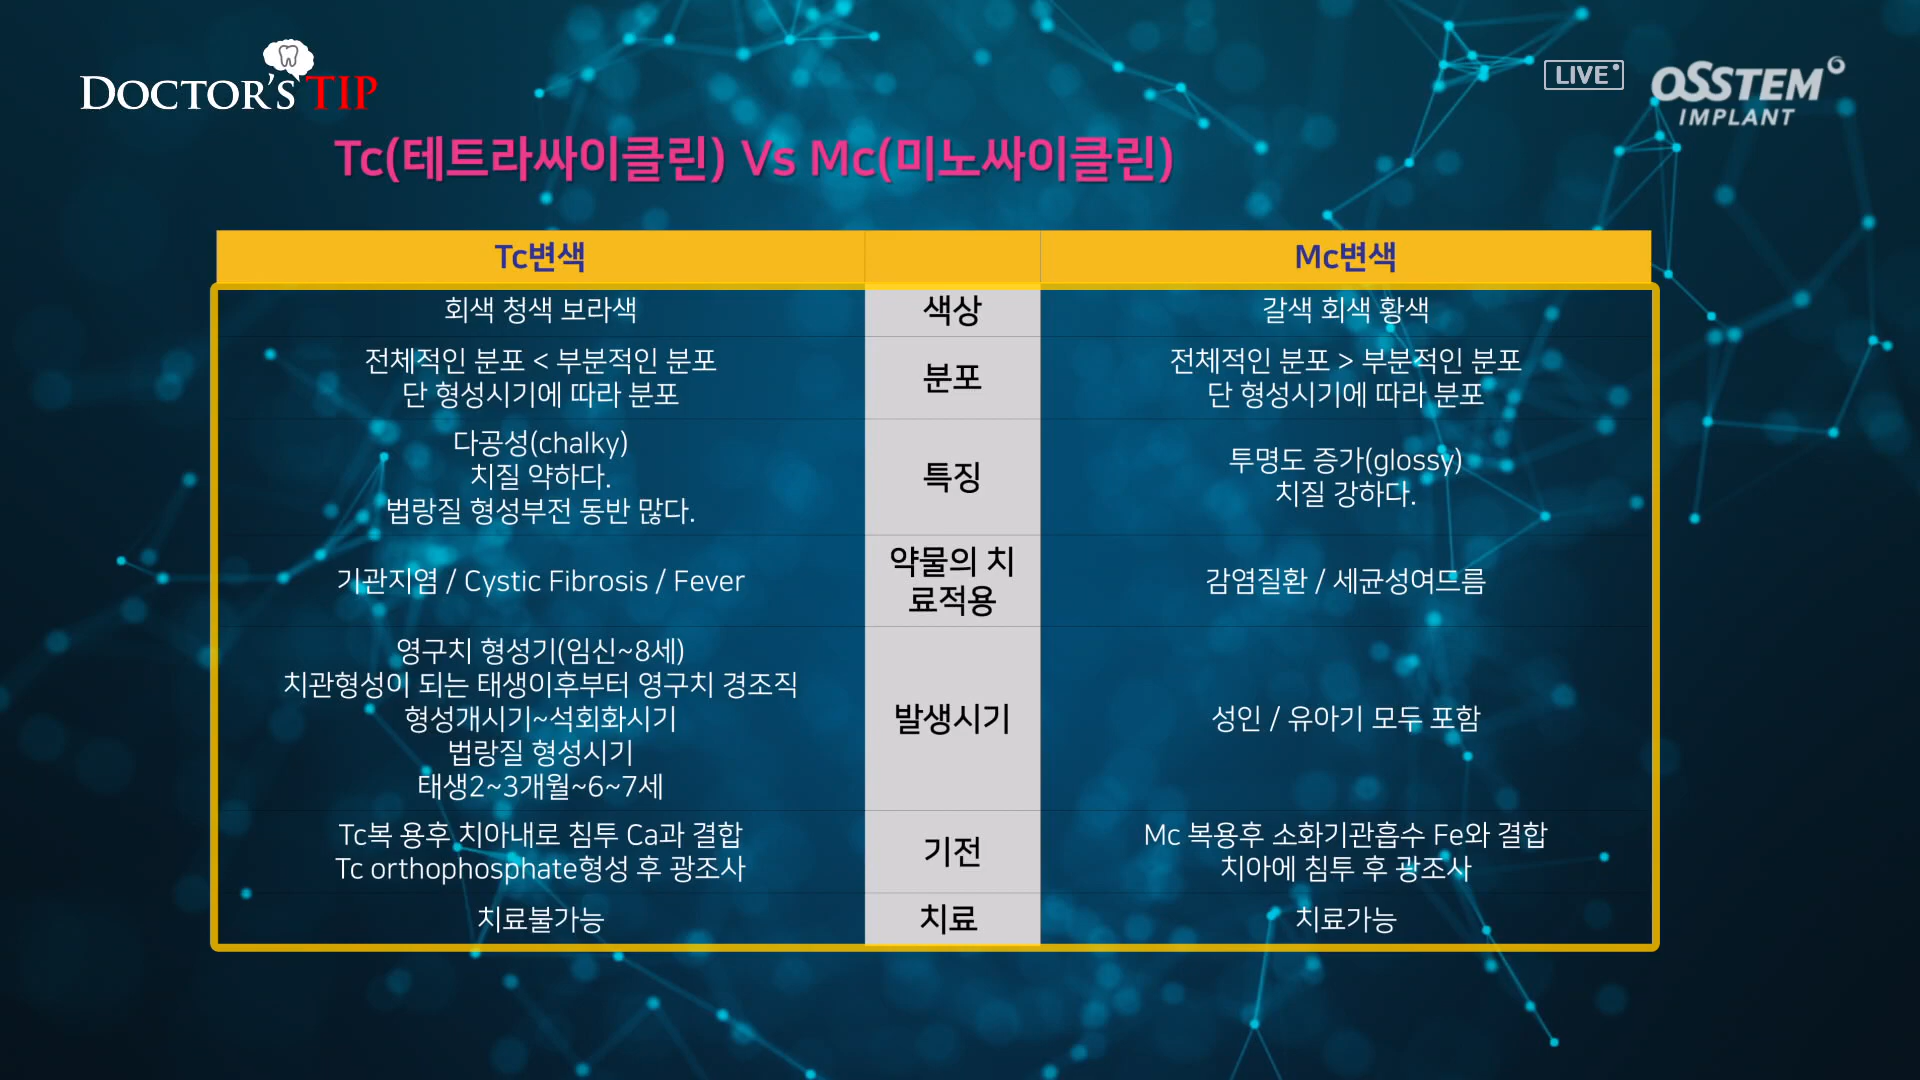 DOCTOR'S TIP
LIVE
OSSTEM
IMPLANT
Tc(테트라싸이클린) Vs Mc(미노싸이클린)
Tc변색
Mc변색
회색 청색 보라색
색상
갈색 회색 황색
전체적인 분포 < 부분적인 분포
단 형성시기에 따라 분포
분포
전체적인 분포 > 부분적인 분포
단 형성시기에 따라 분포
다공성(chalky)
치질 약하다.
법랑질 형성부전 동반 많다.
특징
투명도 증가(glossy)
치질 강하다.
기관지염 / Cystic Fibrosis / Fever
약물의 치
료적용
감염질환 / 세균성여드름
영구치 형성기(임신~8세)
치관형성이 되는 태생이후부터 영구치 경조직
형성개시기~석회화시기
법랑질 형성시기
태생2~3개월~6~7세
발생시기
성인 / 유아기 모두 포함
Tc복 용후 치아내로 침투 Ca과 결합
Tc orthophosphate형성 후 광조사
기전
Mc 복용후 소화기관흡수 Fe와 결합
치아에 침투 후 광조사
치료불가능
치료
치료가능